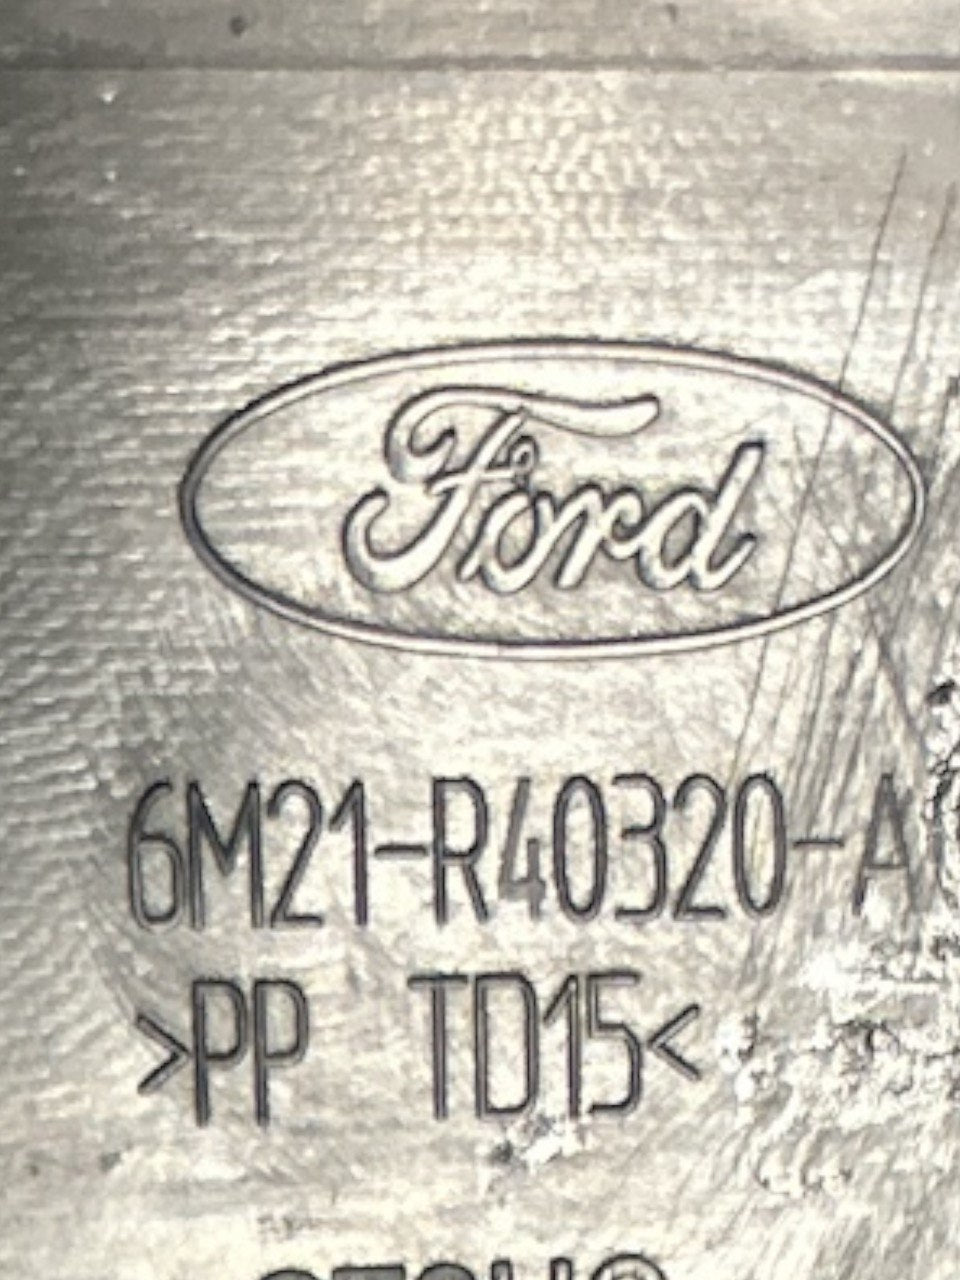 Ford
6M21-R40320-A
>PP TD15<